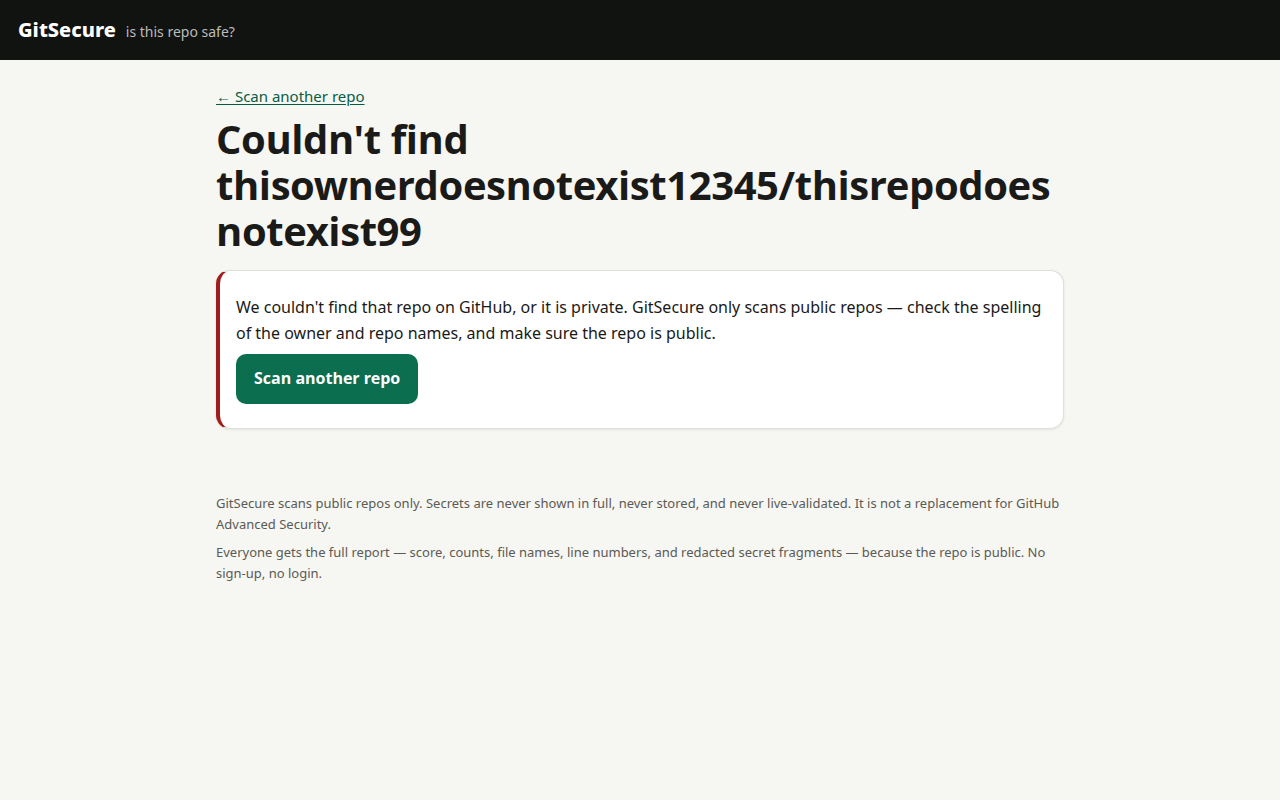 GitSecure is this repo safe?
← Scan another repo
Couldn't find
thisownerdoesnotexist12345/thisrepodoes
notexist99
We couldn't find that repo on GitHub, or it is private. GitSecure only scans public repos — check the spelling
of the owner and repo names, and make sure the repo is public.
Scan another repo
GitSecure scans public repos only. Secrets are never shown in full, never stored, and never live-validated. It is not a replacement for GitHub
Advanced Security.
Everyone gets the full report — score, counts, file names, line numbers, and redacted secret fragments — because the repo is public. No
sign-up, no login.